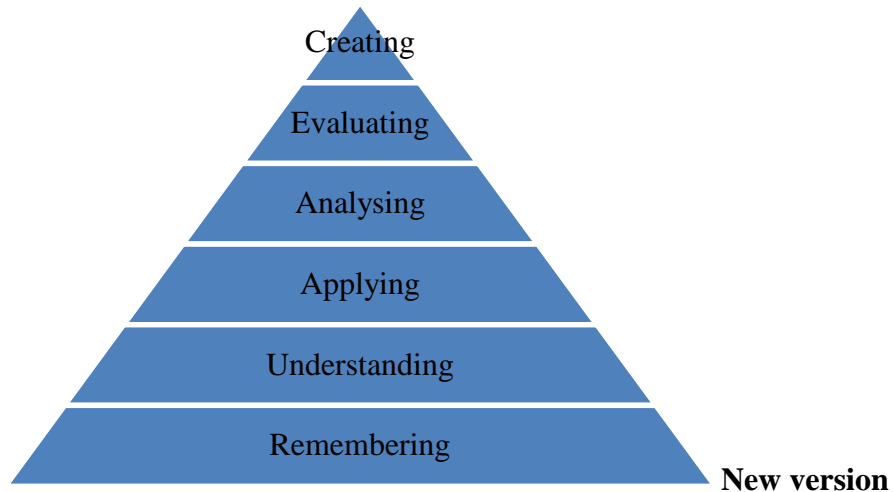 Creating
Evaluating
Analysing
Applying
Understanding
Remembering
New version